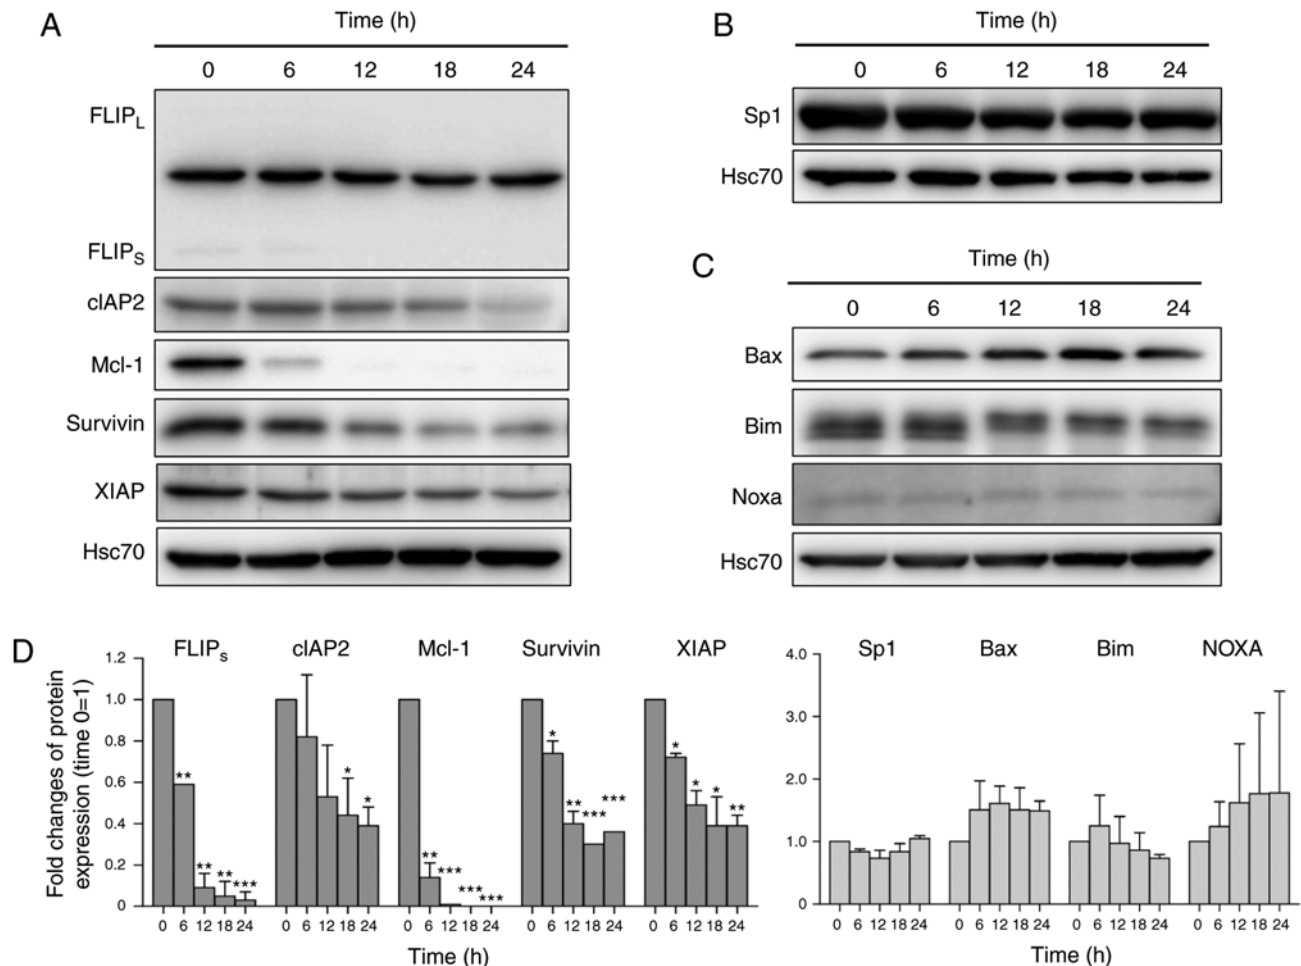 A
Time (h)
0 6 12 18 24
FLIPL
FLIPS
cIAP2
Mcl-1
Survivin
XIAP
Hsc70
B
Time (h)
0 6 12 18 24
Sp1
Hsc70
C
Time (h)
0 6 12 18 24
Bax
Bim
Noxa
Hsc70
D
Fold changes of protein
expression (time 0=1)
FLIPs cIAP2 Mcl-1 Survivin XIAP
1.2
1.0
0.8
0.6
0.4
0.2
0
** ** ** ***
* *
** *** *** ***
* ** *** ***
* * * **
0 6 12 18 24 0 6 12 18 24 0 6 12 18 24 0 6 12 18 24 0 6 12 18 24
Time (h)
Sp1 Bax Bim NOXA
4.0
3.0
2.0
1.0
0
0 6 12 18 24 0 6 12 18 24 0 6 12 18 24 0 6 12 18 24
Time (h)